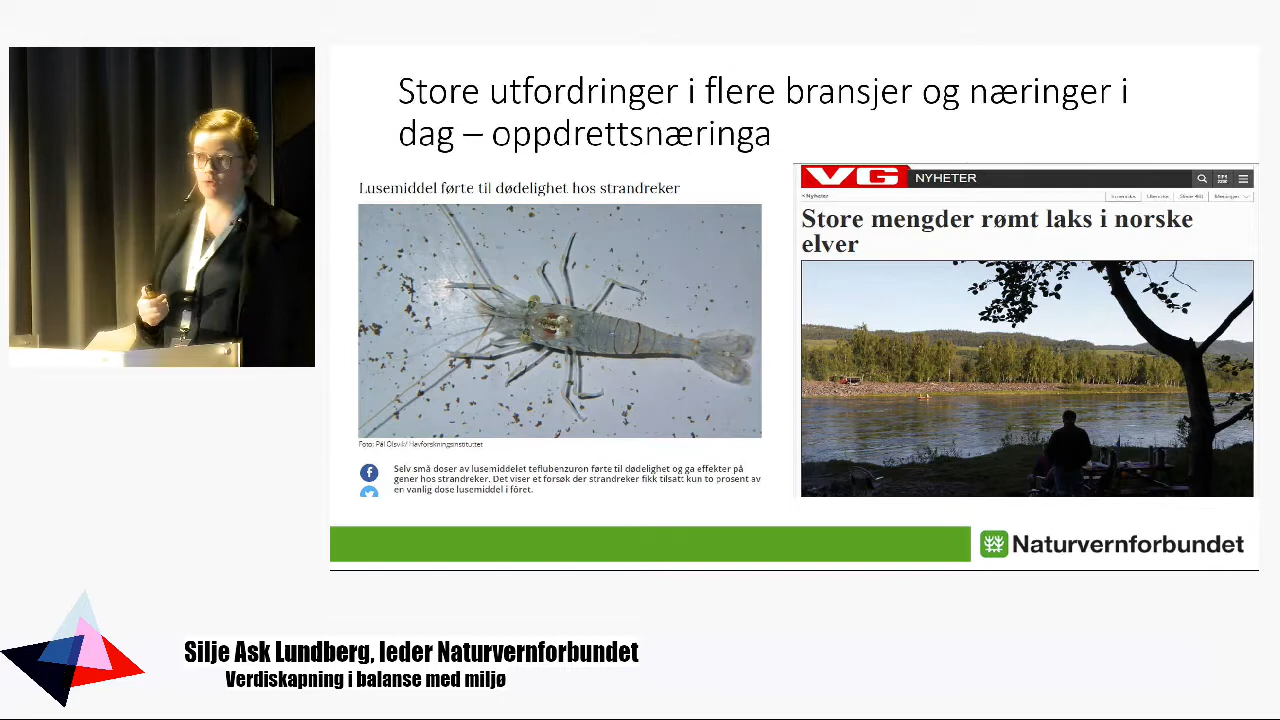 Store utfordringer i flere bransjer og næringer i
dag – oppdrettsnæringa
Lusemiddel førte til dødelighet hos strandreker
Foto: Pål Olsvik/ Havforskningsinstituttet
Selv små doser av lusemiddelet teflubenzuron førte til dødelighet og ga effekter på
gener hos strandreker. Det viser et forsøk der strandreker fikk tilsatt kun to prosent av
en vanlig dose lusemiddel i fôret.
VG NYHETER
< Nyheter
Innenriks Utenriks
Store mengder rømt laks i norske
elver
Naturvernforbundet
Silje Ask Lundberg, leder Naturvernforbundet
Verdiskapning i balanse med miljø